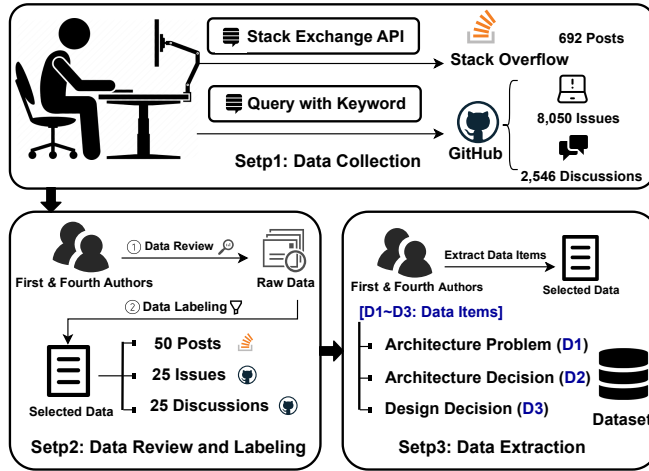 Stack Exchange API
692 Posts
Stack Overflow
Query with Keyword
8,050 Issues
GitHub
2,546 Discussions
Setp1: Data Collection
First & Fourth Authors
① Data Review
Raw Data
② Data Labeling
Selected Data
50 Posts
25 Issues
25 Discussions
Setp2: Data Review and Labeling
First & Fourth Authors
Extract Data Items
Selected Data
[D1~D3: Data Items]
Architecture Problem (D1)
Architecture Decision (D2)
Design Decision (D3)
Dataset
Setp3: Data Extraction